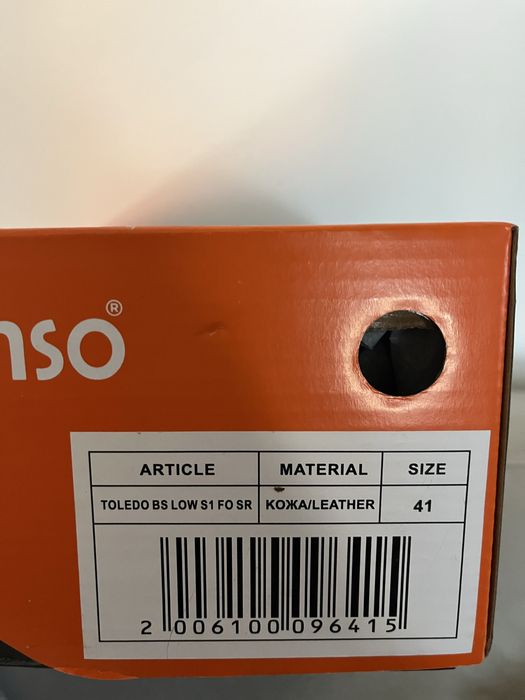 nso®
ARTICLE MATERIAL SIZE
TOLEDO BS LOW S1 FO SR КОЖА/LEATHER 41
2 006100 096415